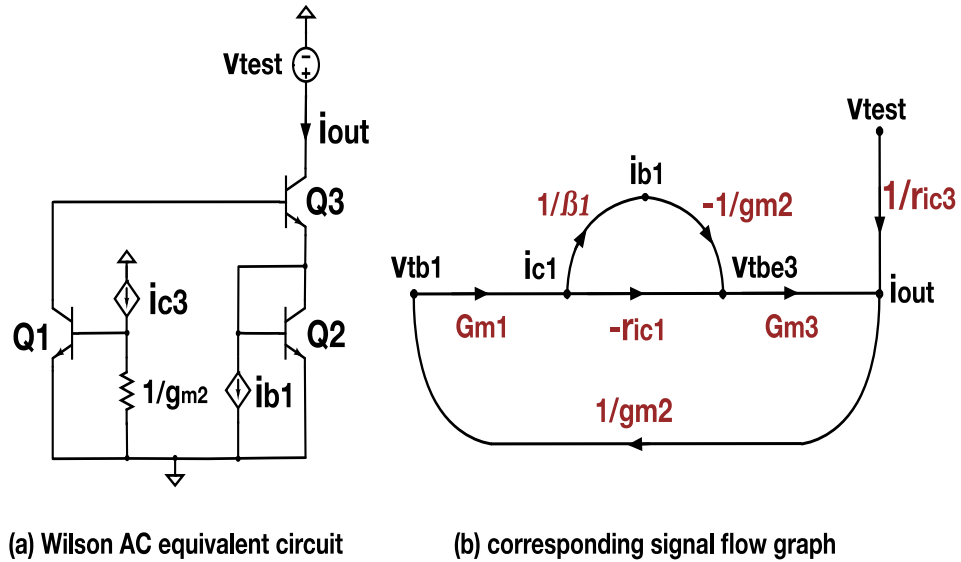 vtest
iout
Q3
ic3
Q1
Q2
1/gm2
ib1
(a) Wilson AC equivalent circuit
vtest
ib1
1/ß1
-1/gm2
1/ric3
vtb1
ic1
vtbe3
iout
Gm1
-ric1
Gm3
1/gm2
(b) corresponding signal flow graph